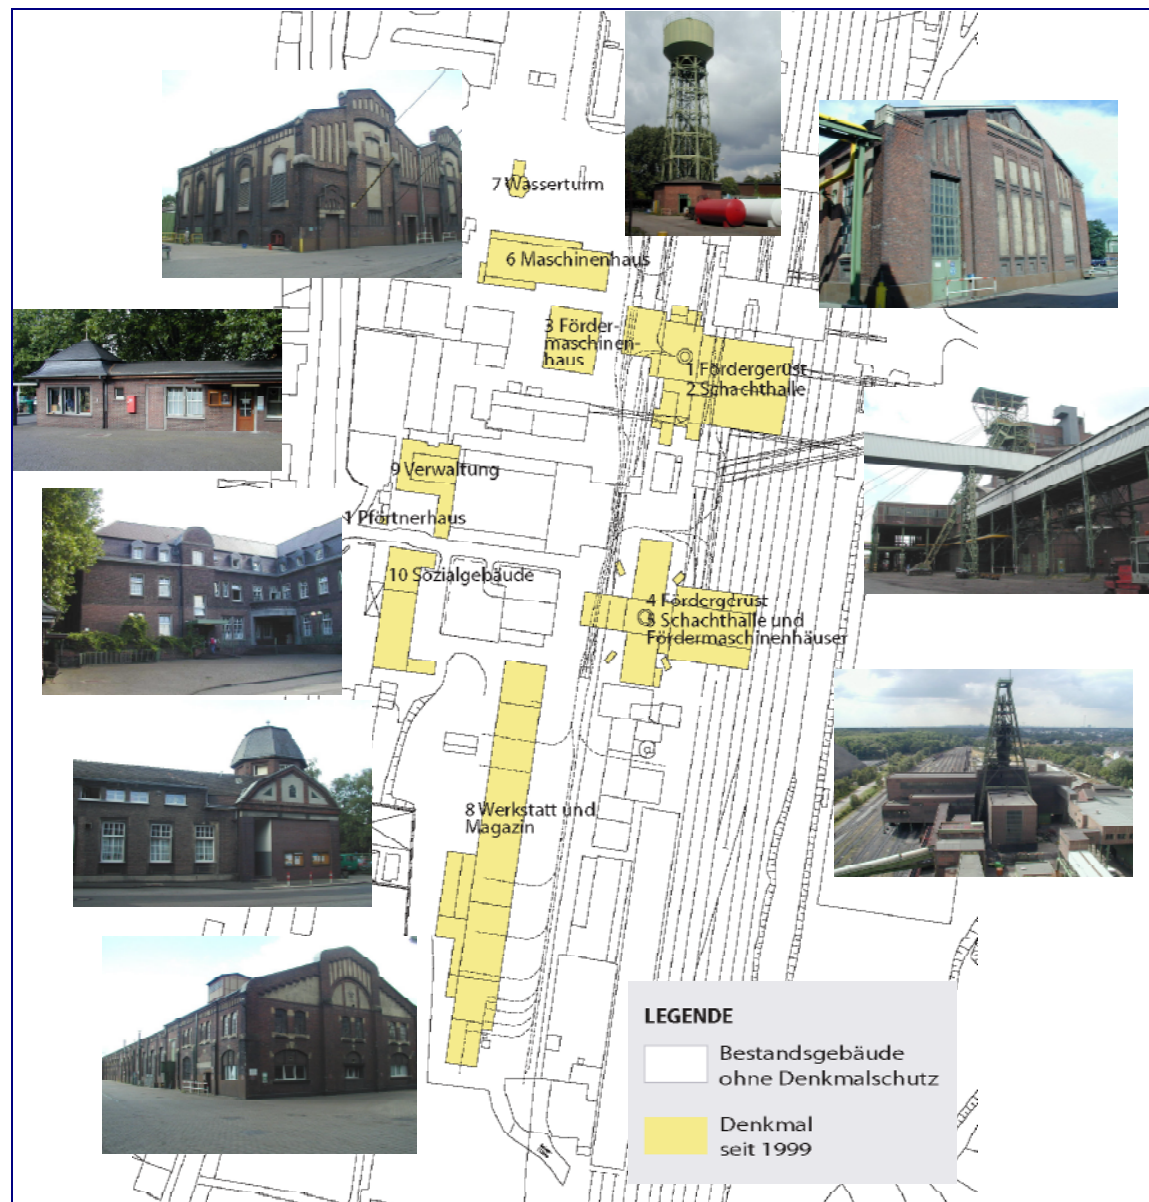 7 Wasserturm
6 Maschinenhaus
3 Förder-
maschinen-
haus
1 Fördergerüst
2 Schachthalle
9 Verwaltung
1 Pförtnerhaus
10 Sozialgebäude
4 Fördergerüst
5 Schachthalle und
Fördermaschinenhäuser
8 Werkstatt und
Magazin
LEGENDE
Bestandsgebäude
ohne Denkmalschutz
Denkmal
seit 1999